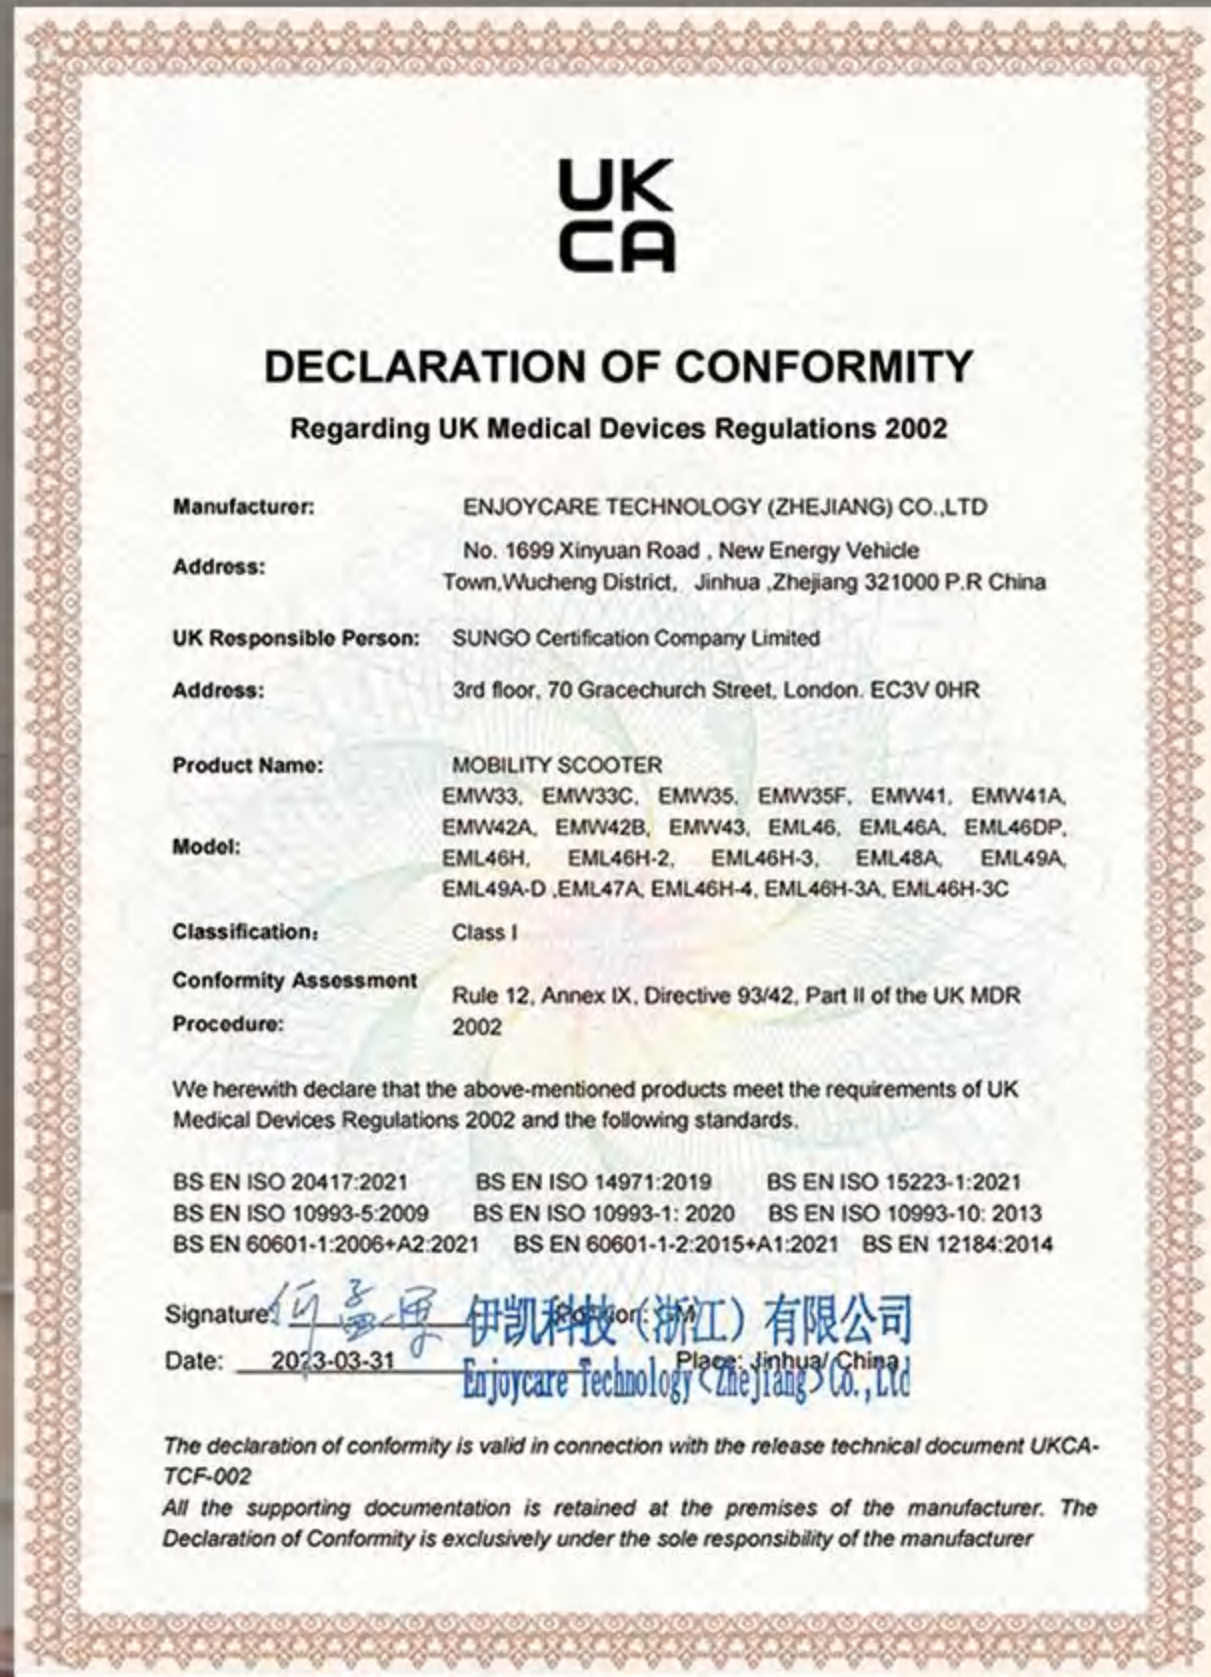 UK
CA
DECLARATION OF CONFORMITY
Regarding UK Medical Devices Regulations 2002
Manufacturer: ENJOYCARE TECHNOLOGY (ZHEJIANG) CO.,LTD
Address: No. 1699 Xinyuan Road , New Energy Vehicle
Town,Wucheng District, Jinhua ,Zhejiang 321000 P.R China
UK Responsible Person: SUNGO Certification Company Limited
Address: 3rd floor, 70 Gracechurch Street, London. EC3V 0HR
Product Name: MOBILITY SCOOTER
Model: EMW33, EMW33C, EMW35, EMW35F, EMW41, EMW41A,
EMW42A, EMW42B, EMW43, EML46, EML46A, EML46DP,
EML46H, EML46H-2, EML46H-3, EML48A, EML49A,
EML49A-D ,EML47A, EML46H-4, EML46H-3A, EML46H-3C
Classification: Class I
Conformity Assessment Procedure: Rule 12, Annex IX, Directive 93/42, Part II of the UK MDR
2002
We herewith declare that the above-mentioned products meet the requirements of UK
Medical Devices Regulations 2002 and the following standards.
BS EN ISO 20417:2021 BS EN ISO 14971:2019 BS EN ISO 15223-1:2021
BS EN ISO 10993-5:2009 BS EN ISO 10993-1: 2020 BS EN ISO 10993-10: 2013
BS EN 60601-1:2006+A2:2021 BS EN 60601-1-2:2015+A1:2021 BS EN 12184:2014
Signature:
伊凯科技（浙江）有限公司
Date: 2023-03-31 Place: Jinhua/ China
Enjoycare Technology (Zhejiang) Co.,Ltd
The declaration of conformity is valid in connection with the release technical document UKCA-
TCF-002
All the supporting documentation is retained at the premises of the manufacturer. The
Declaration of Conformity is exclusively under the sole responsibility of the manufacturer